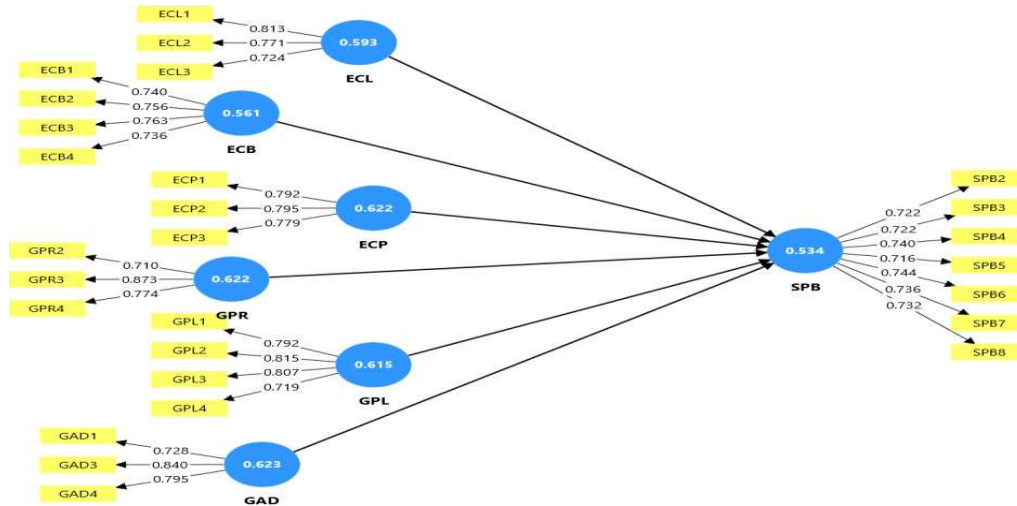 ECL1
0.813
ECL2
0.771
ECL3
0.724
0.593
ECL
ECB1
0.740
ECB2
0.756
ECB3
0.763
ECB4
0.736
0.561
ECB
ECP1
0.792
ECP2
0.795
ECP3
0.779
0.622
ECP
GPR2
0.710
GPR3
0.873
GPR4
0.774
0.622
GPR
GPL1
0.792
GPL2
0.815
GPL3
0.807
GPL4
0.719
0.615
GPL
GAD1
0.728
GAD3
0.840
GAD4
0.795
0.623
GAD
0.534
SPB
SPB2
0.722
SPB3
0.722
SPB4
0.740
SPB5
0.716
SPB6
0.744
SPB7
0.736
SPB8
0.732